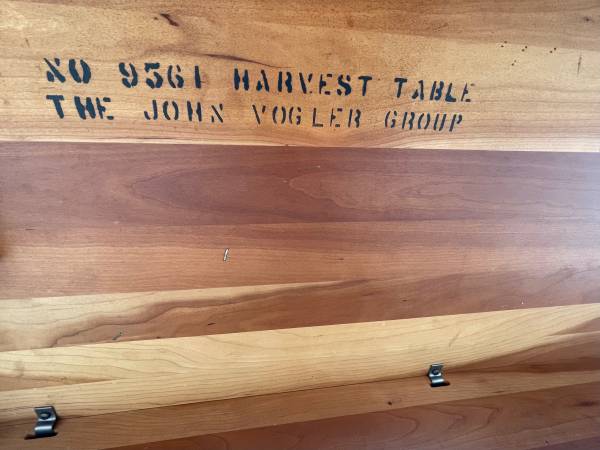 NO 9561 HARVEST TABLE
THE JOHN VOGLER GROUP